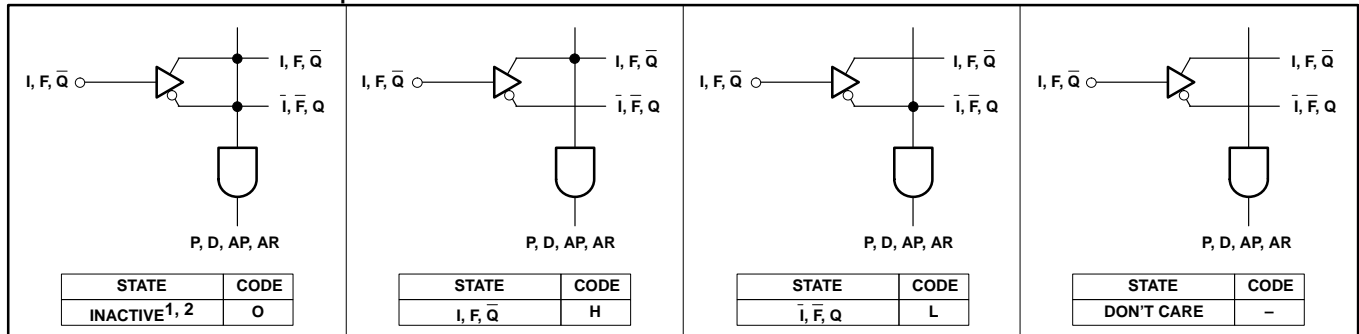 I, F, Q̅
I, F, Q̅
I̅, F̅, Q
P, D, AP, AR
STATE CODE
INACTIVE1, 2 O
I, F, Q̅
I, F, Q̅
I̅, F̅, Q
P, D, AP, AR
STATE CODE
I, F, Q̅ H
I, F, Q̅
I, F, Q̅
I̅, F̅, Q
P, D, AP, AR
STATE CODE
I̅, F̅, Q L
I, F, Q̅
I, F, Q̅
I̅, F̅, Q
P, D, AP, AR
STATE CODE
DON'T CARE –